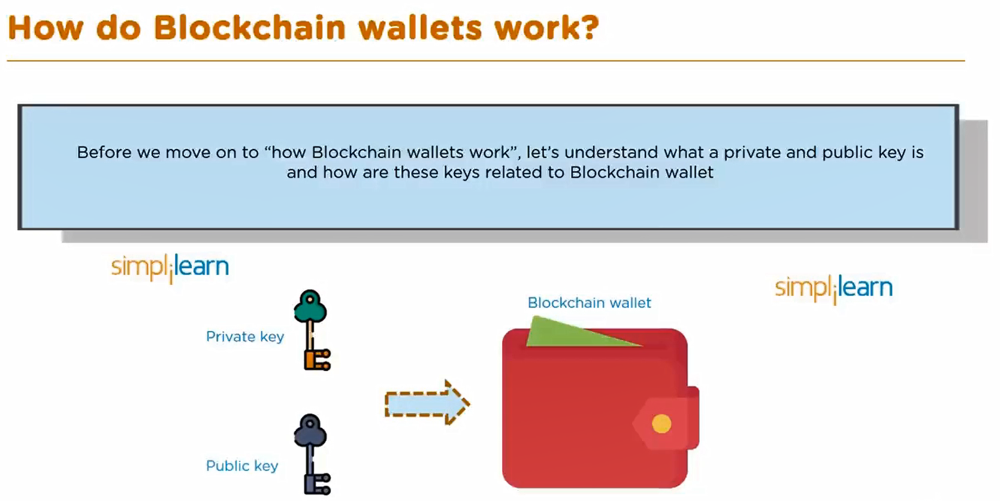 How do Blockchain wallets work?
Before we move on to “how Blockchain wallets work”, let’s understand what a private and public key is
and how are these keys related to Blockchain wallet
simplilearn
simplilearn
Blockchain wallet
Private key
Public key